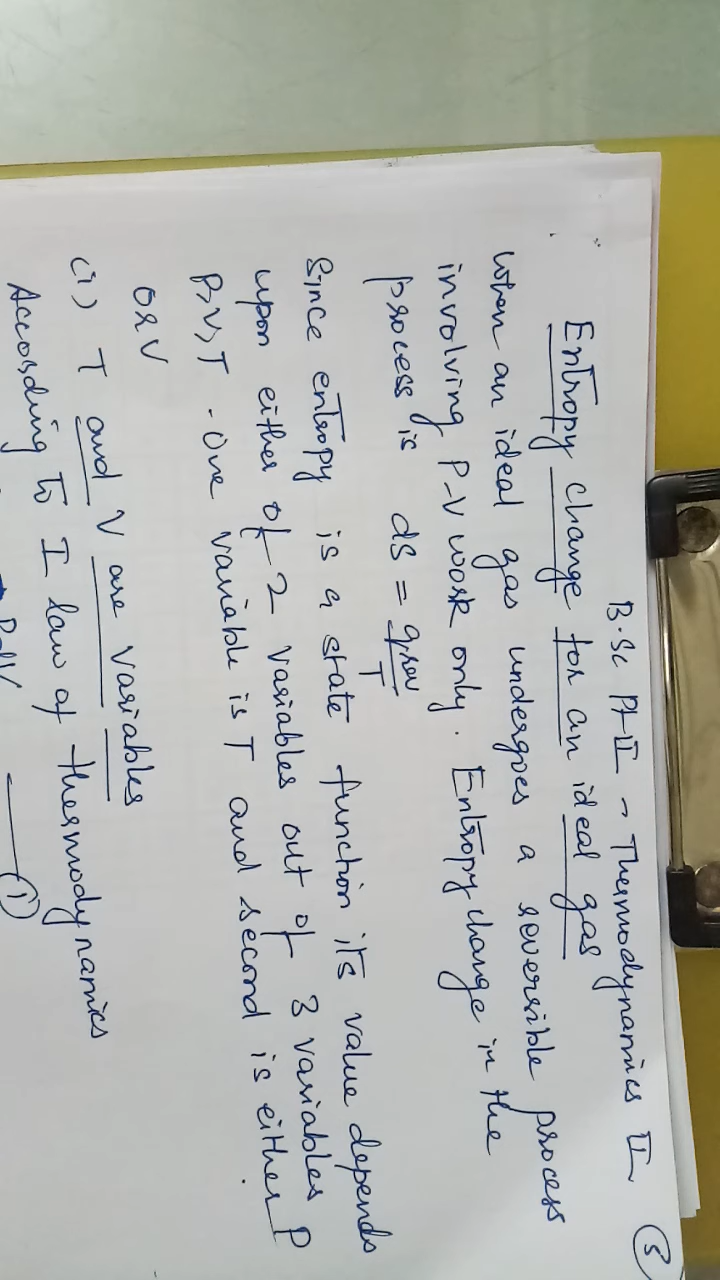 B.Sc Pt II - Thermodynamics II (5)
Entropy change for an ideal gas
When an ideal gas undergoes a reversible process
involving P-V work only. Entropy change in the
process is ds = qrev/T
Since entropy is a state function its value depends
upon either of 2 variables out of 3 variables P
P,V,T . One variable is T and second is either P
or V
(i) T and V are variables
According to I law of thermodynamics
PdV (1)